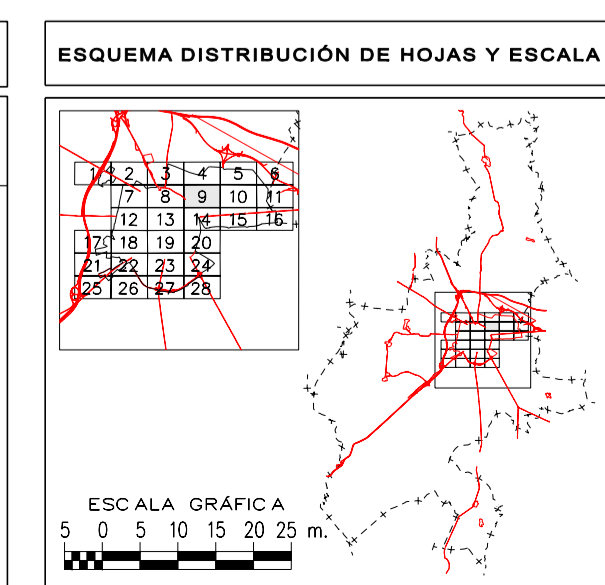 ESQUEMA DISTRIBUCIÓN DE HOJAS Y ESCALA
1 2 3 4 5 6
7 8 9 10 11
12 13 14 15 16
17 18 19 20
21 22 23 24
25 26 27 28
ESCALA GRÁFICA
5 0 5 10 15 20 25 m.